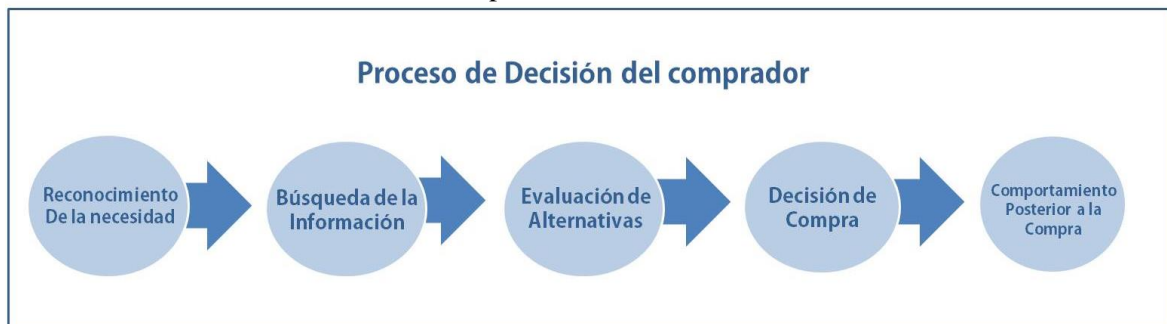 Proceso de Decisión del comprador
Reconocimiento
De la necesidad
Búsqueda de la
Información
Evaluación de
Alternativas
Decisión de
Compra
Comportamiento
Posterior a la
Compra